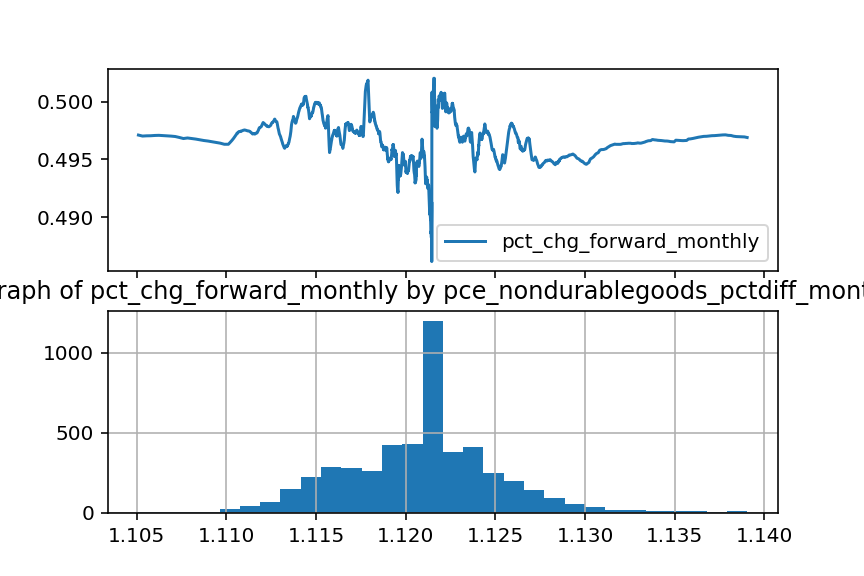 0.500
0.495
0.490
pct_chg_forward_monthly
raph of pct_chg_forward_monthly by pce_nondurablegoods_pctdiff_mont
1000
500
0
1.105 1.110 1.115 1.120 1.125 1.130 1.135 1.140